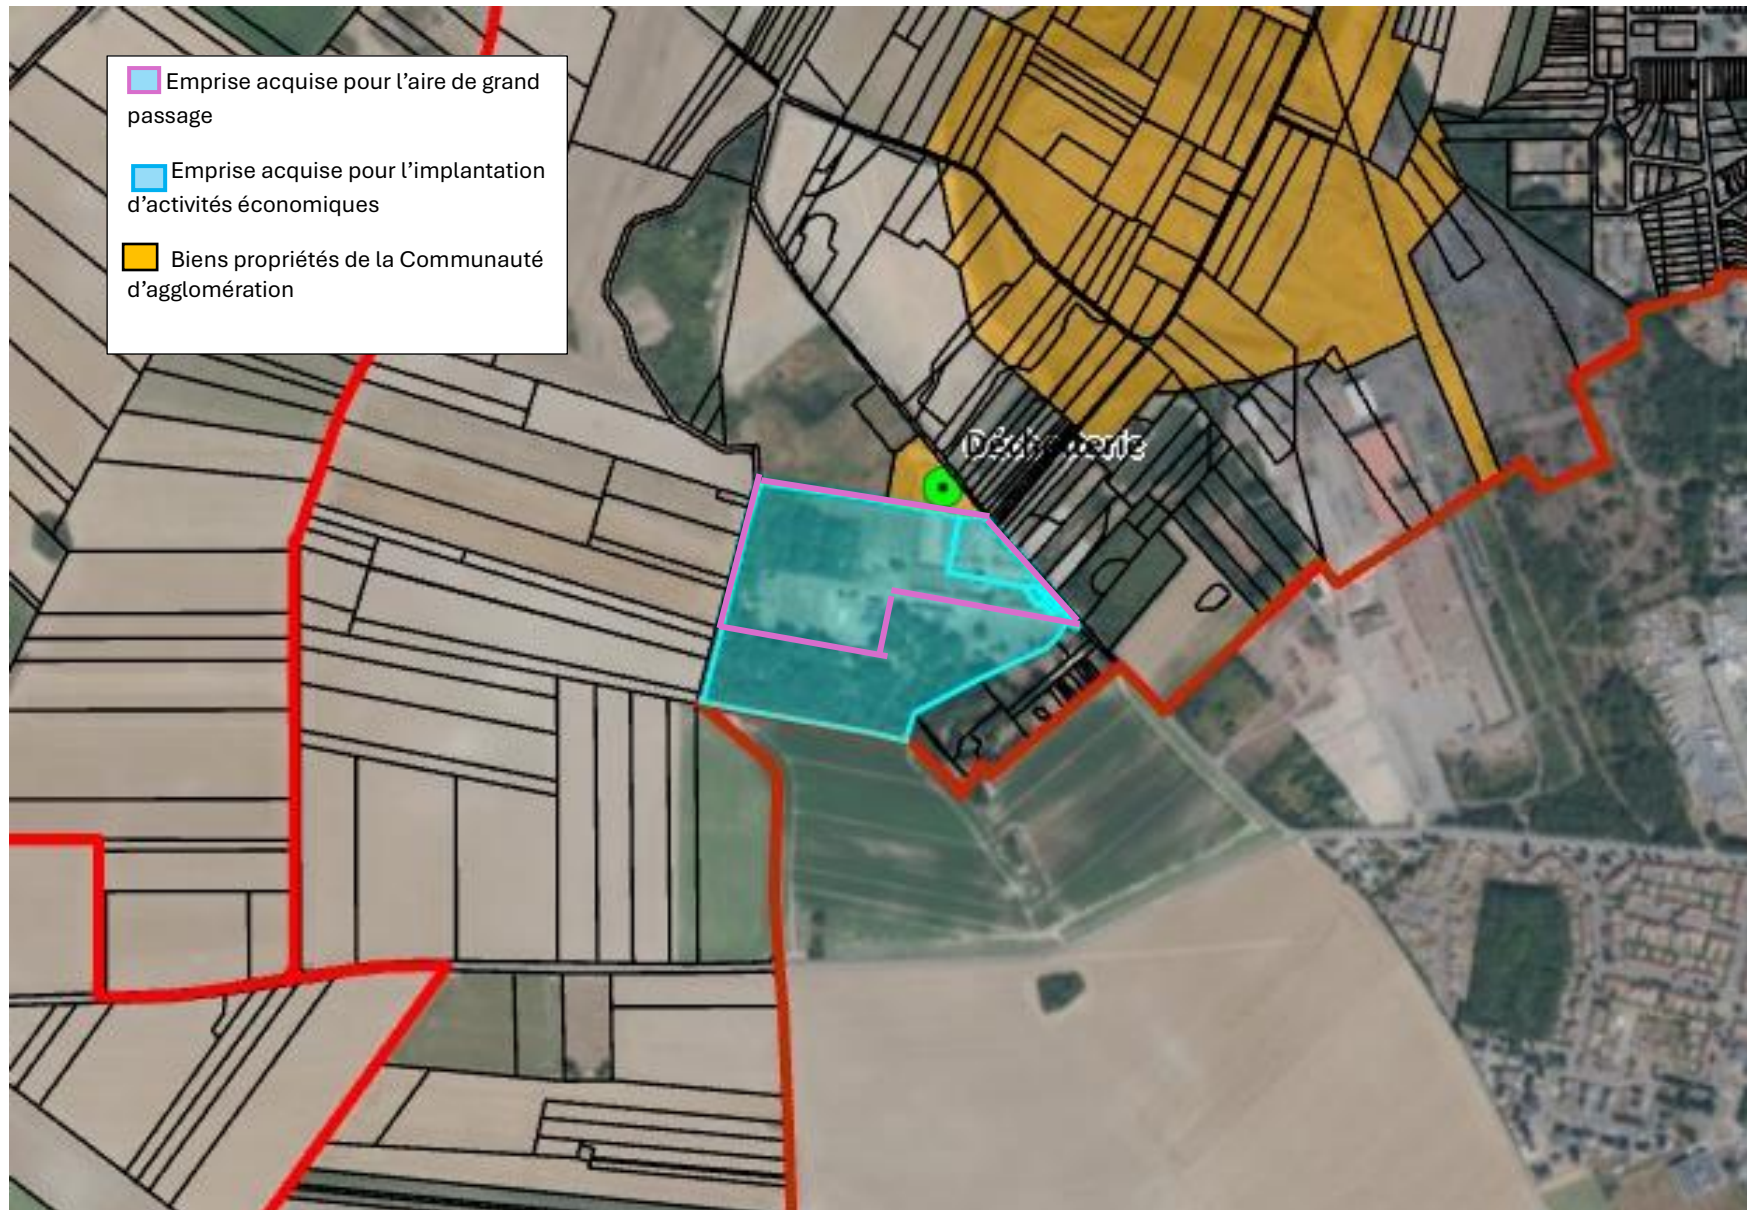 Emprise acquise pour l’aire de grand
passage
Emprise acquise pour l’implantation
d’activités économiques
Biens propriétés de la Communauté
d’agglomération
Déchetterie